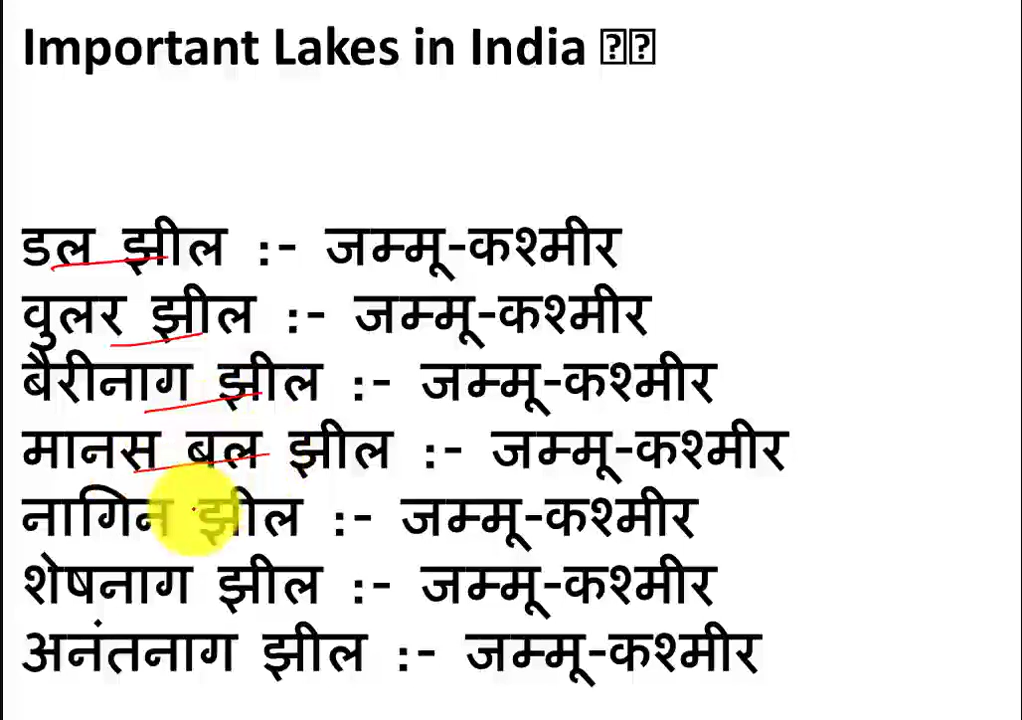 Important Lakes in India
डल झील :- जम्मू-कश्मीर
वुलर झील :- जम्मू-कश्मीर
बैरीनाग झील :- जम्मू-कश्मीर
मानस बल झील :- जम्मू-कश्मीर
नागिन झील :- जम्मू-कश्मीर
शेषनाग झील :- जम्मू-कश्मीर
अनंतनाग झील :- जम्मू-कश्मीर